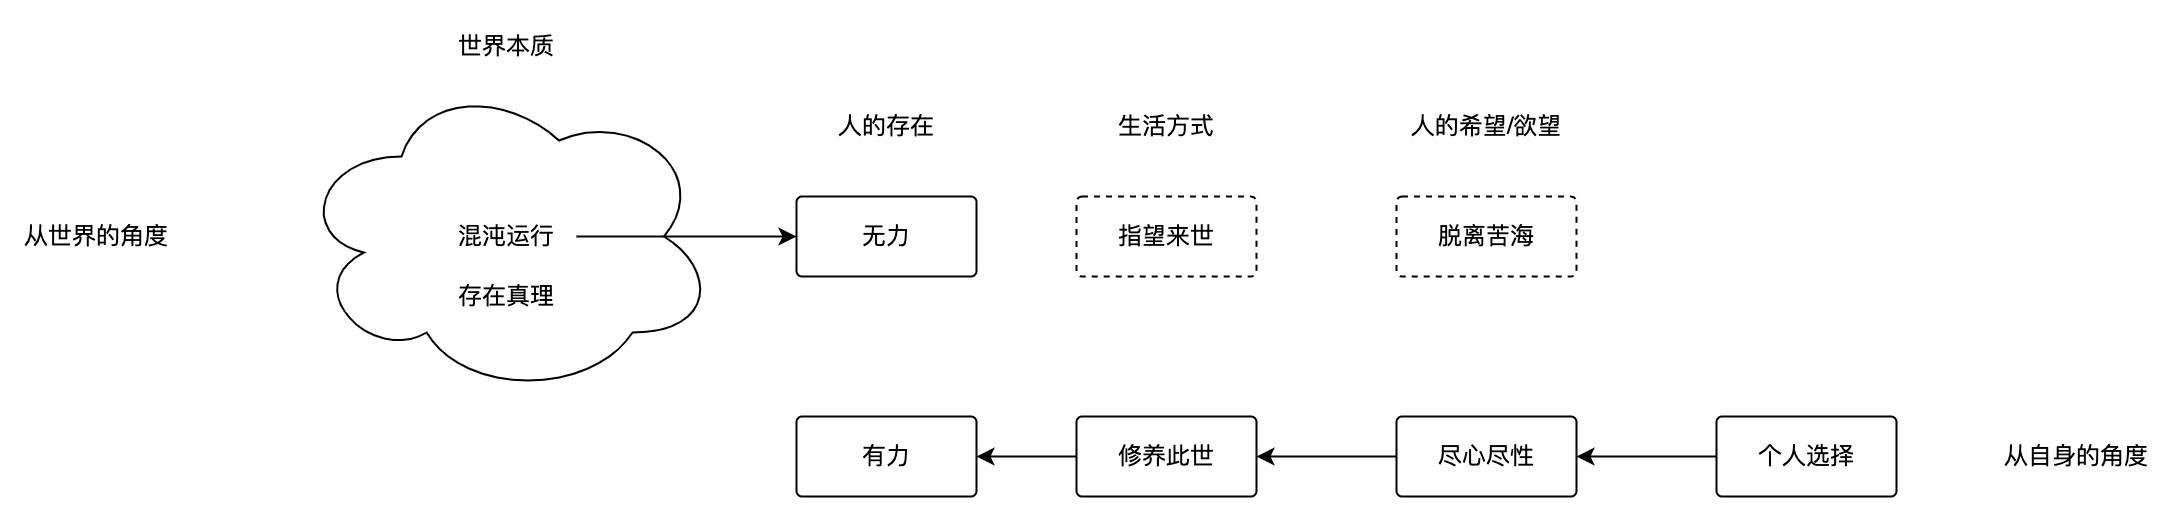 世界本质
人的存在
生活方式
人的希望/欲望
从世界的角度
混沌运行
存在真理
无力
指望来世
脱离苦海
有力
修养此世
尽心尽性
个人选择
从自身的角度